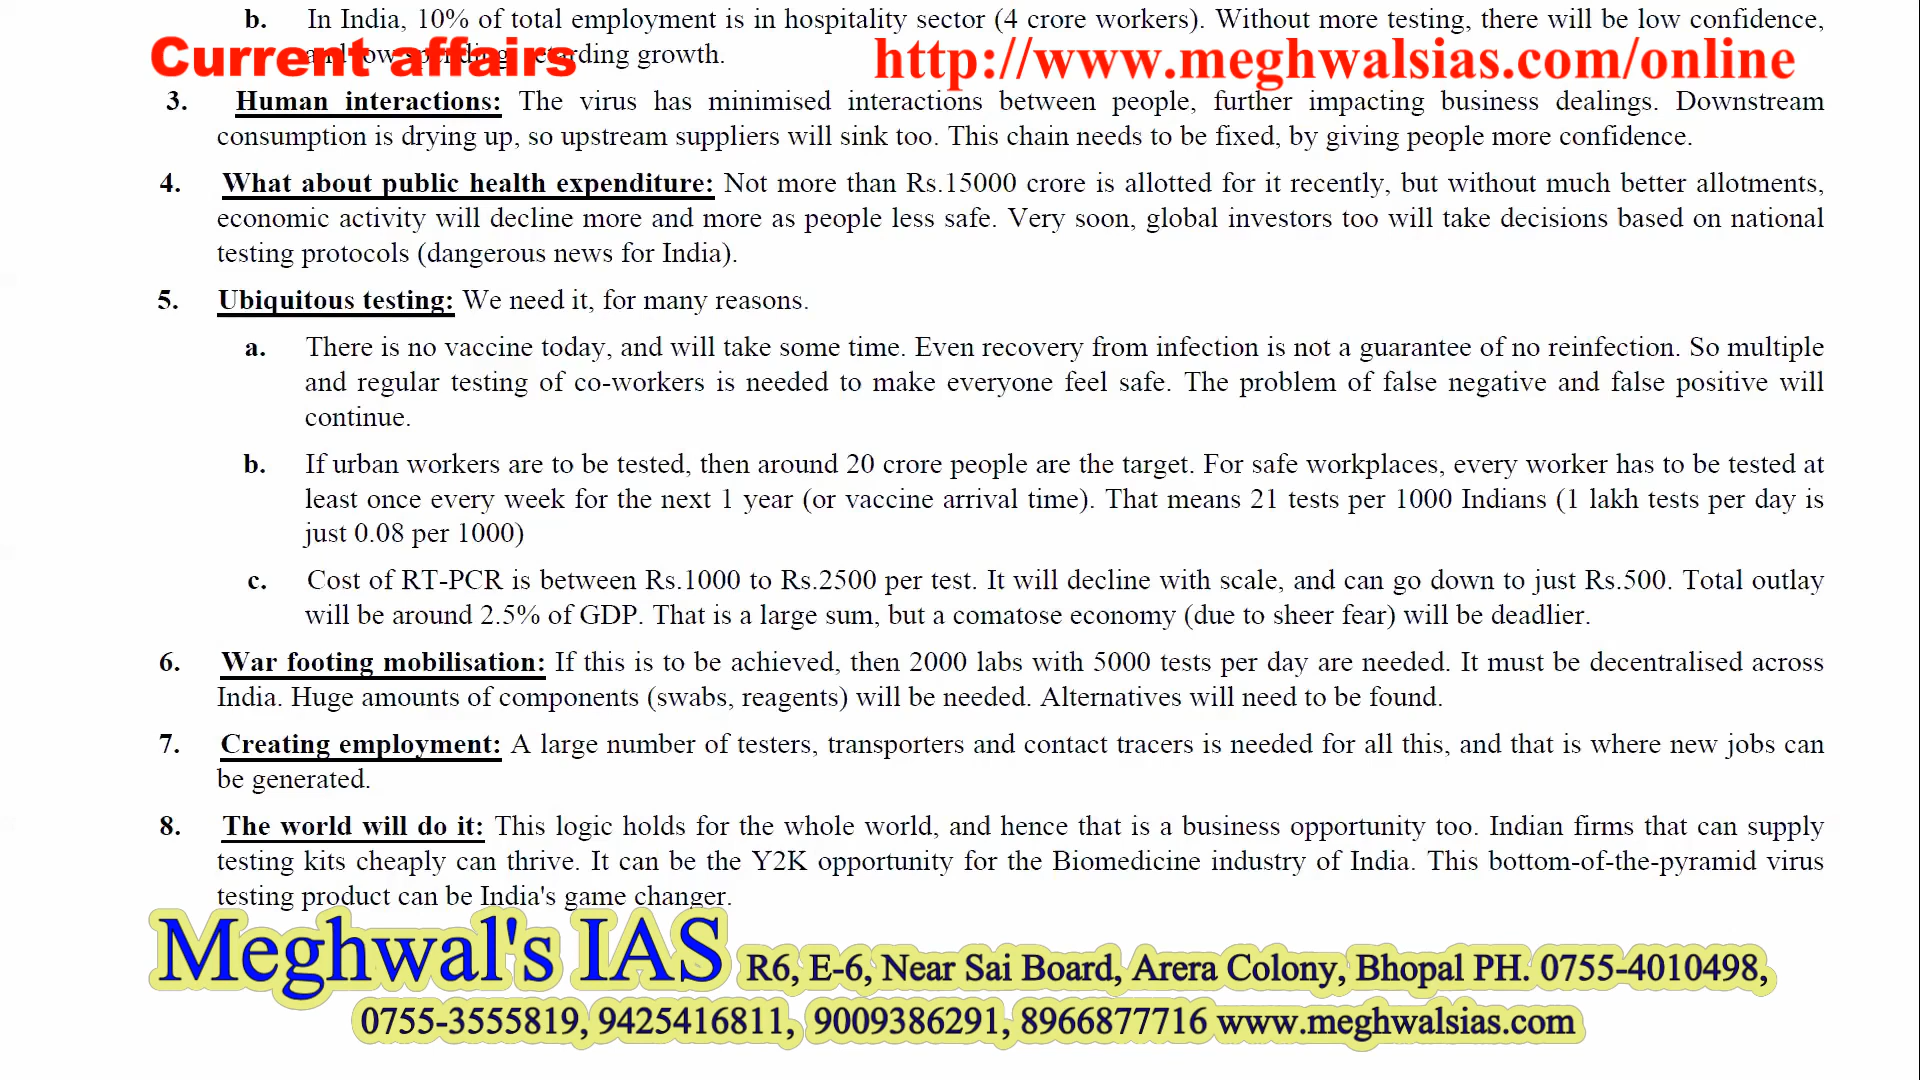 b. In India, 10% of total employment is in hospitality sector (4 crore workers). Without more testing, there will be low confidence,
and low spending, retarding growth.
Current affairs
http://www.meghwalsias.com/online
3. Human interactions: The virus has minimised interactions between people, further impacting business dealings. Downstream
consumption is drying up, so upstream suppliers will sink too. This chain needs to be fixed, by giving people more confidence.
4. What about public health expenditure: Not more than Rs.15000 crore is allotted for it recently, but without much better allotments,
economic activity will decline more and more as people less safe. Very soon, global investors too will take decisions based on national
testing protocols (dangerous news for India).
5. Ubiquitous testing: We need it, for many reasons.
a. There is no vaccine today, and will take some time. Even recovery from infection is not a guarantee of no reinfection. So multiple
and regular testing of co-workers is needed to make everyone feel safe. The problem of false negative and false positive will
continue.
b. If urban workers are to be tested, then around 20 crore people are the target. For safe workplaces, every worker has to be tested at
least once every week for the next 1 year (or vaccine arrival time). That means 21 tests per 1000 Indians (1 lakh tests per day is
just 0.08 per 1000)
c. Cost of RT-PCR is between Rs.1000 to Rs.2500 per test. It will decline with scale, and can go down to just Rs.500. Total outlay
will be around 2.5% of GDP. That is a large sum, but a comatose economy (due to sheer fear) will be deadlier.
6. War footing mobilisation: If this is to be achieved, then 2000 labs with 5000 tests per day are needed. It must be decentralised across
India. Huge amounts of components (swabs, reagents) will be needed. Alternatives will need to be found.
7. Creating employment: A large number of testers, transporters and contact tracers is needed for all this, and that is where new jobs can
be generated.
8. The world will do it: This logic holds for the whole world, and hence that is a business opportunity too. Indian firms that can supply
testing kits cheaply can thrive. It can be the Y2K opportunity for the Biomedicine industry of India. This bottom-of-the-pyramid virus
testing product can be India's game changer.
Meghwal's IAS R6, E-6, Near Sai Board, Arera Colony, Bhopal PH. 0755-4010498,
0755-3555819, 9425416811, 9009386291, 8966877716 www.meghwalsias.com